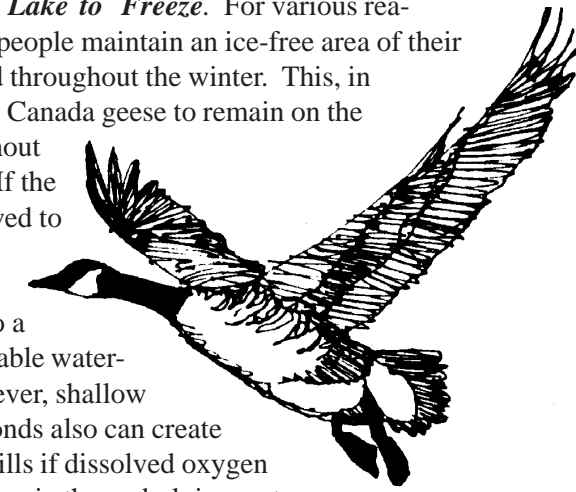 Lake to Freeze. For various rea-
people maintain an ice-free area of their
throughout the winter. This, in
Canada geese to remain on the
out
If the
ved to
a
able water-
ever, shallow
onds also can create
ills if dissolved oxygen